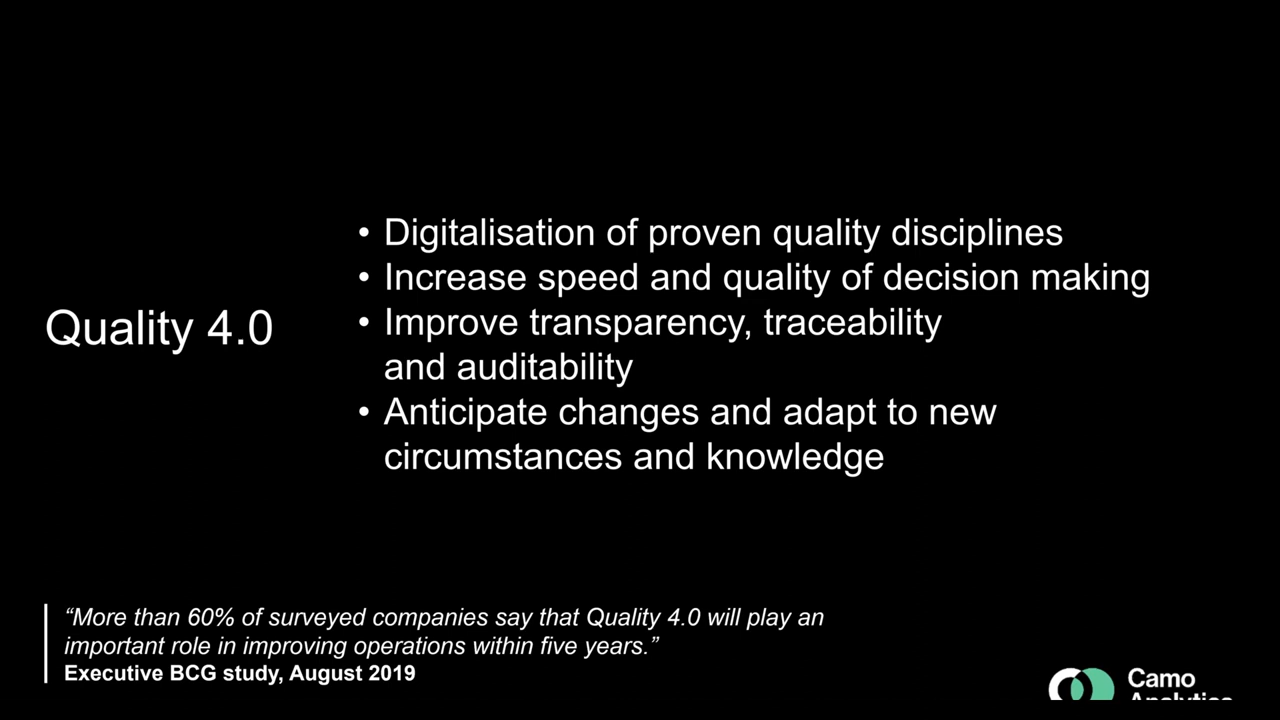 Quality 4.0
• Digitalisation of proven quality disciplines
• Increase speed and quality of decision making
• Improve transparency, traceability
and auditability
• Anticipate changes and adapt to new
circumstances and knowledge
“More than 60% of surveyed companies say that Quality 4.0 will play an
important role in improving operations within five years.”
Executive BCG study, August 2019
Camo
Analytics